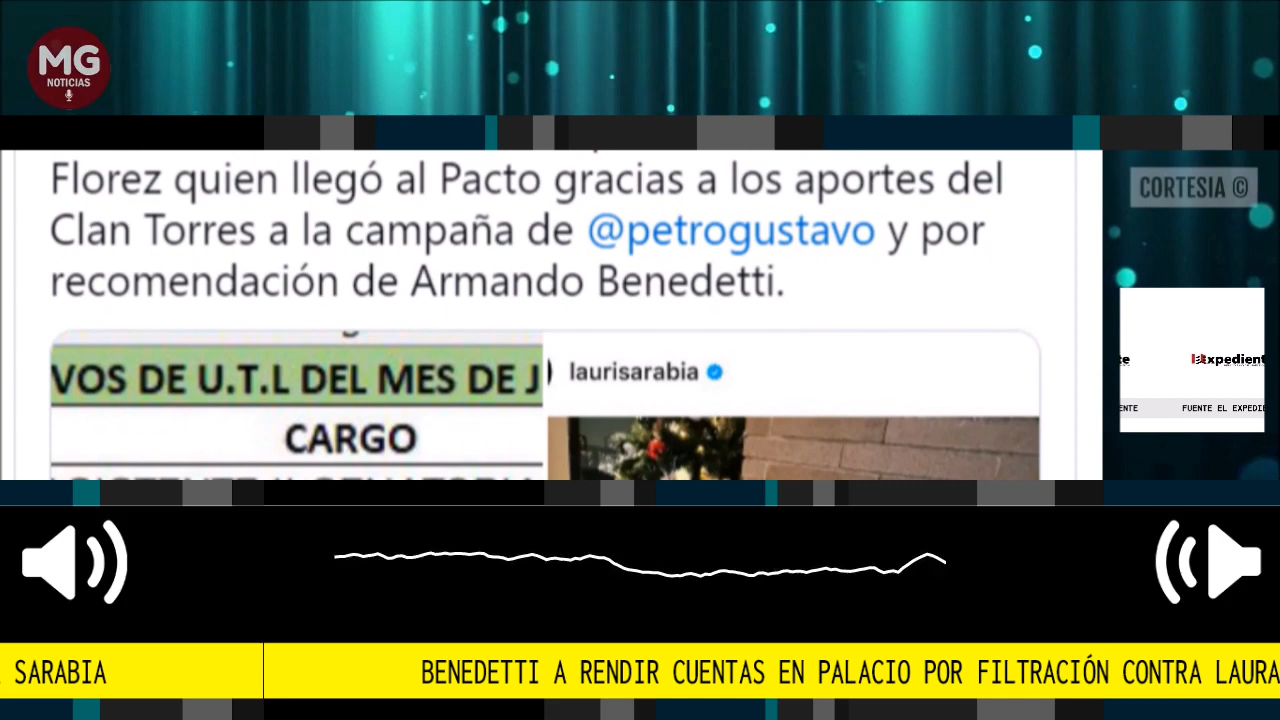 MG
NOTICIAS
Florez quien llegó al Pacto gracias a los aportes del
Clan Torres a la campaña de @petrogustavo y por
recomendación de Armando Benedetti.
CORTESIA ©
VOS DE U.T.L DEL MES DE J
laurisarabia
CARGO
FUENTE EL
SARABIA
BENEDETTI A RENDIR CUENTAS EN PALACIO POR FILTRACIÓN CONTRA LAURA